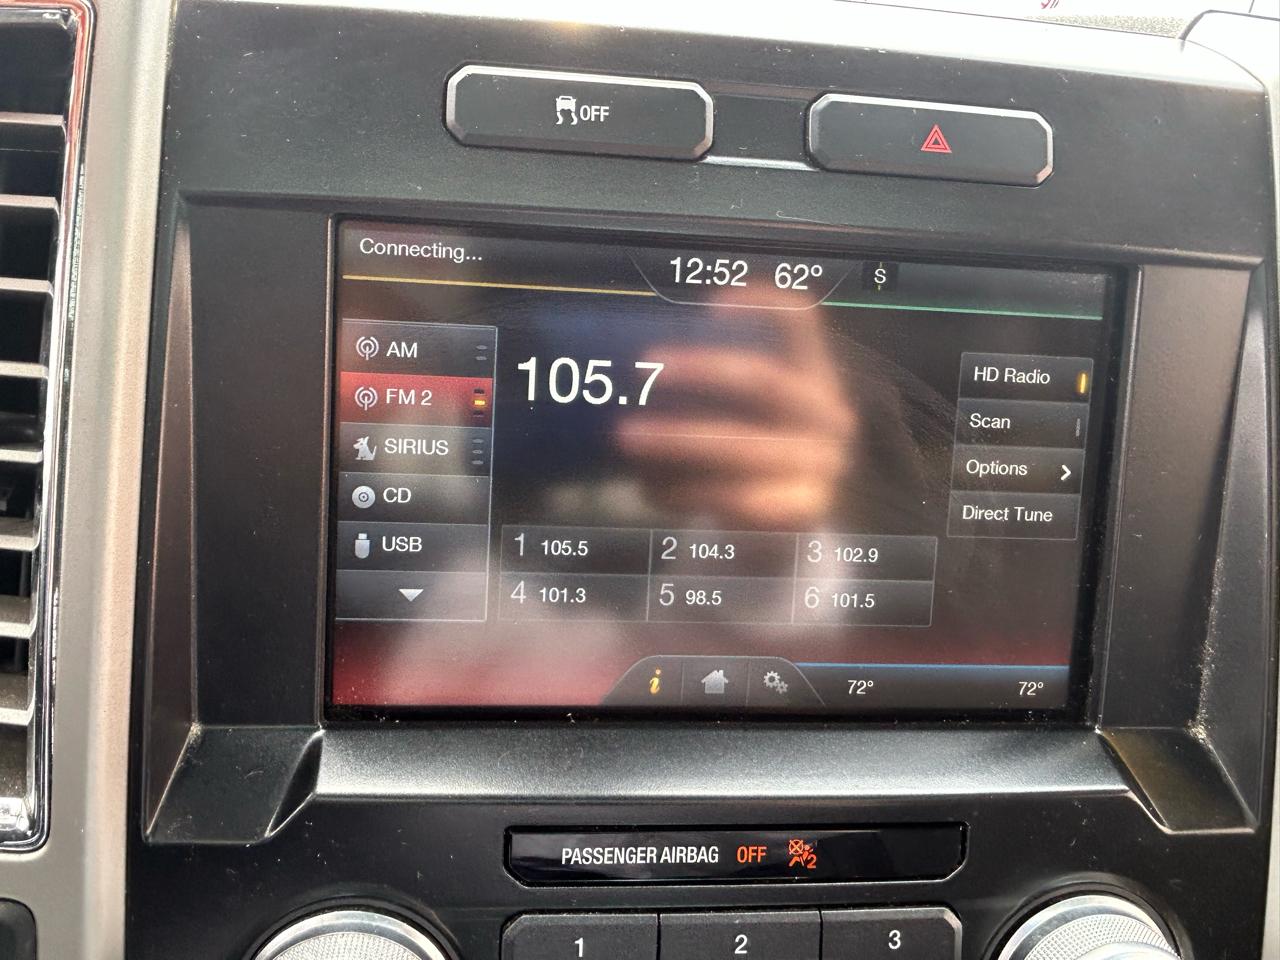 OFF
Connecting...
12:52 62° S
AM
FM 2
SIRIUS
CD
USB
105.7
HD Radio
Scan
Options
Direct Tune
1 105.5 2 104.3 3 102.9
4 101.3 5 98.5 6 101.5
i
72° 72°
PASSENGER AIRBAG OFF 2
1 2 3